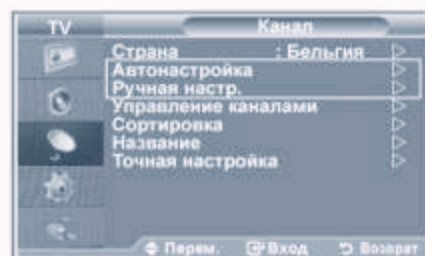 TV Канал
Страна : Бельгия
Автонастройка
Ручная настр.
Управление каналами
Сортировка
Название
Точная настройка
Перем. Вход Возврат